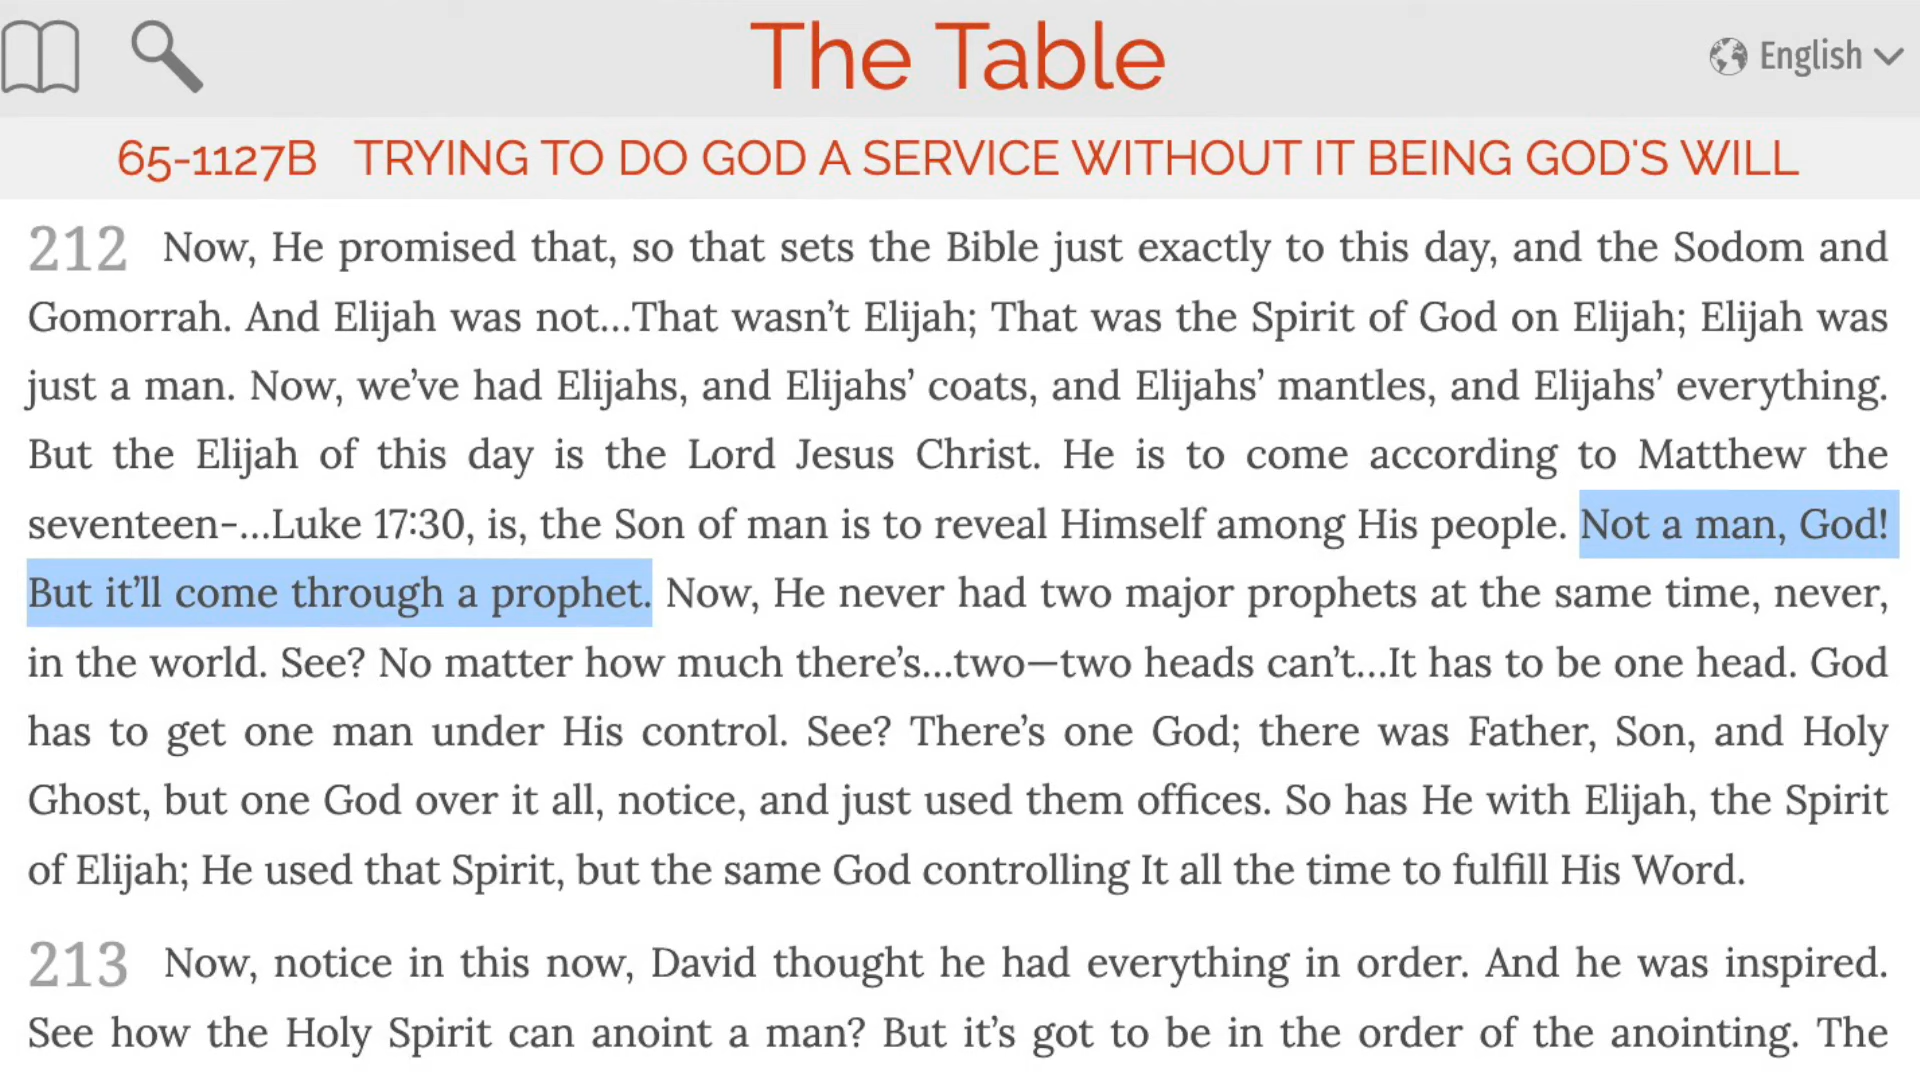 The Table
English
65-1127B TRYING TO DO GOD A SERVICE WITHOUT IT BEING GOD'S WILL
212 Now, He promised that, so that sets the Bible just exactly to this day, and the Sodom and
Gomorrah. And Elijah was not…That wasn’t Elijah; That was the Spirit of God on Elijah; Elijah was
just a man. Now, we’ve had Elijahs, and Elijahs’ coats, and Elijahs’ mantles, and Elijahs’ everything.
But the Elijah of this day is the Lord Jesus Christ. He is to come according to Matthew the
seventeen-…Luke 17:30, is, the Son of man is to reveal Himself among His people. Not a man, God!
But it’ll come through a prophet. Now, He never had two major prophets at the same time, never,
in the world. See? No matter how much there’s…two—two heads can’t…It has to be one head. God
has to get one man under His control. See? There’s one God; there was Father, Son, and Holy
Ghost, but one God over it all, notice, and just used them offices. So has He with Elijah, the Spirit
of Elijah; He used that Spirit, but the same God controlling It all the time to fulfill His Word.
213 Now, notice in this now, David thought he had everything in order. And he was inspired.
See how the Holy Spirit can anoint a man? But it’s got to be in the order of the anointing. The